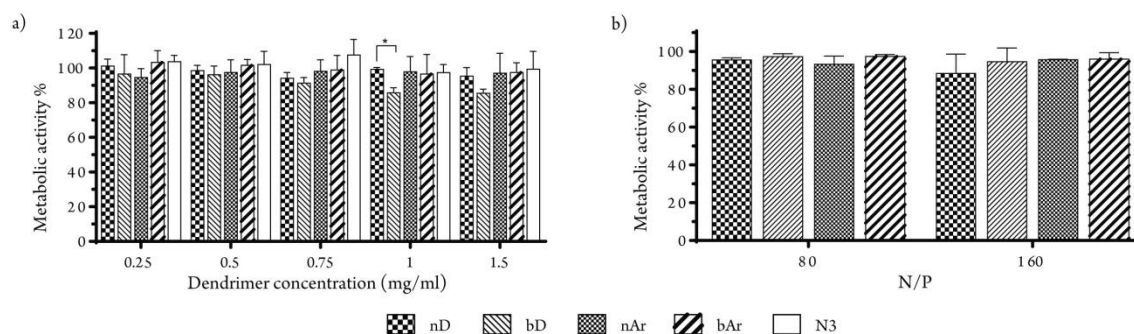 a)
Metabolic activity %
120
100
80
60
40
20
0
*
0.25 0.5 0.75 1 1.5
Dendrimer concentration (mg/ml)
b)
Metabolic activity %
100
80
60
40
20
0
80 160
N/P
nD bD nAr bAr N3